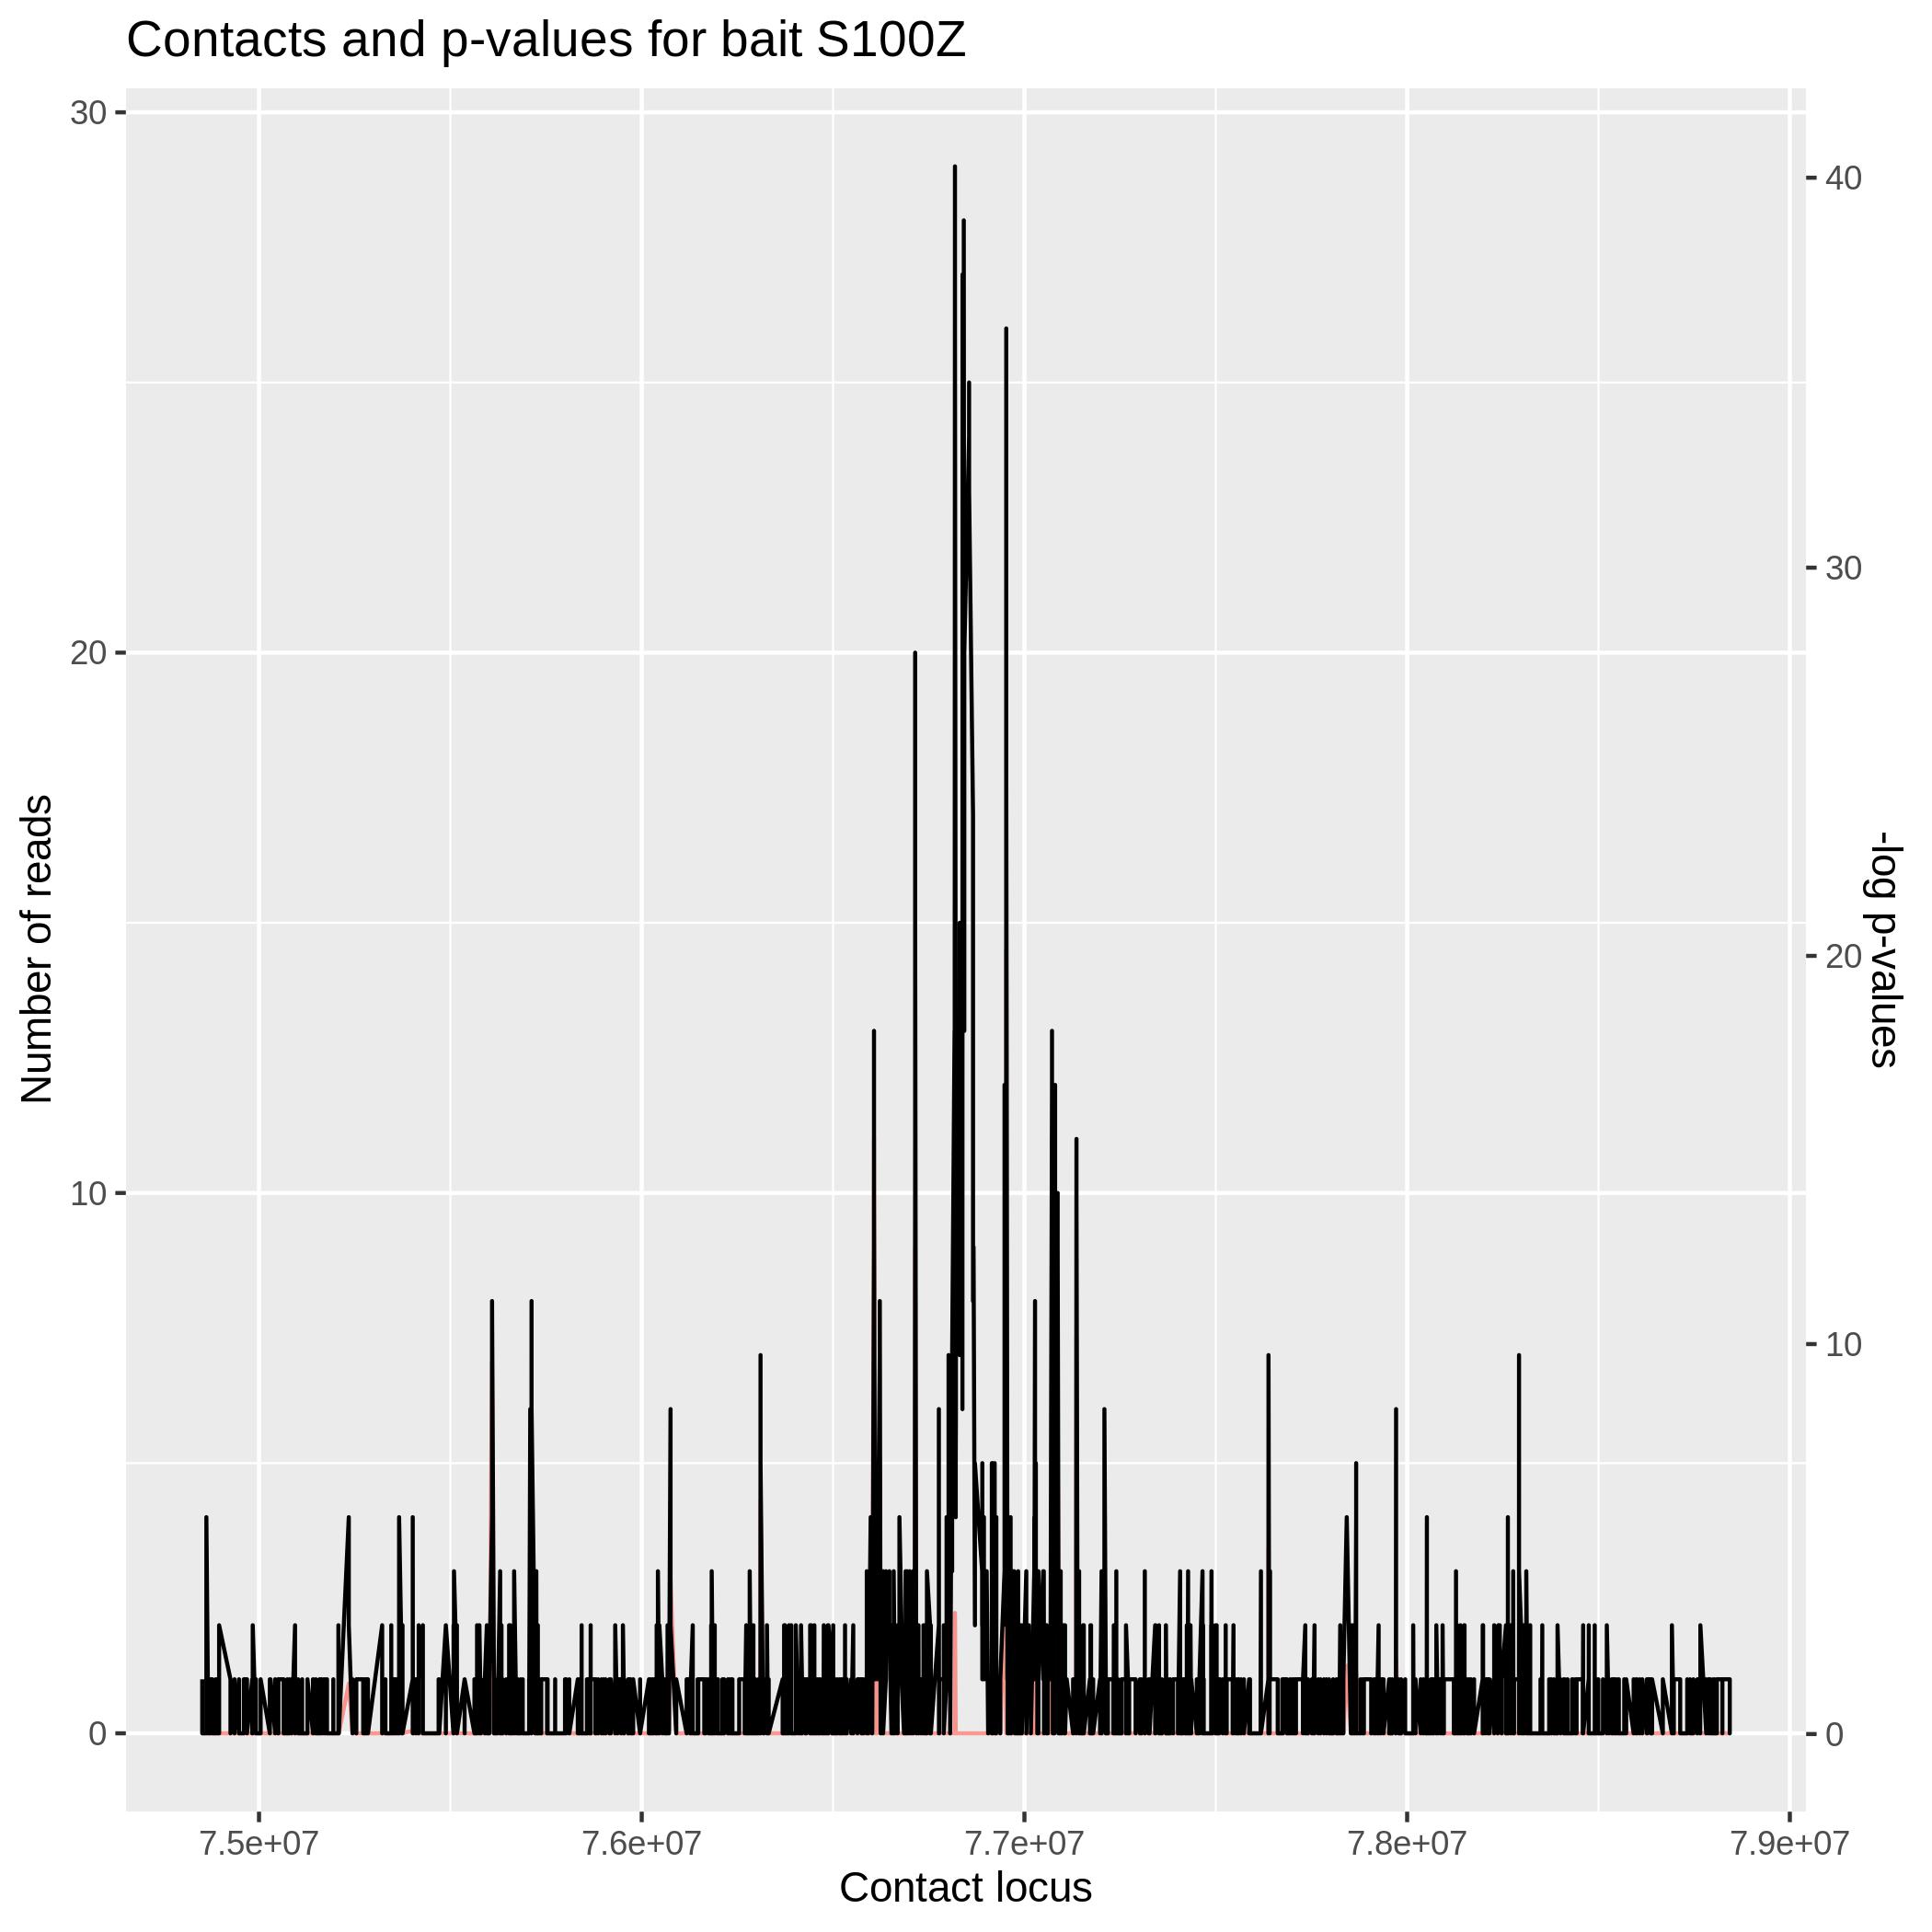 Contacts and p-values for bait S100Z
30
20
10
0
Number of reads
40
30
20
10
0
-log p-values
7.5e+07
7.6e+07
7.7e+07
7.8e+07
7.9e+07
Contact locus